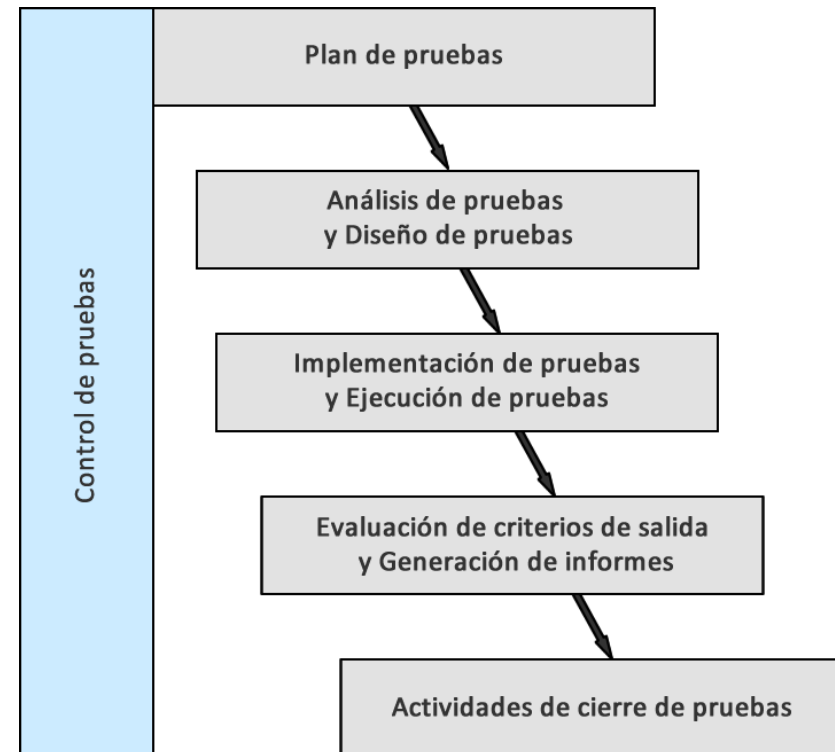 Control de pruebas
Plan de pruebas
Análisis de pruebas
y Diseño de pruebas
Implementación de pruebas
y Ejecución de pruebas
Evaluación de criterios de salida
y Generación de informes
Actividades de cierre de pruebas